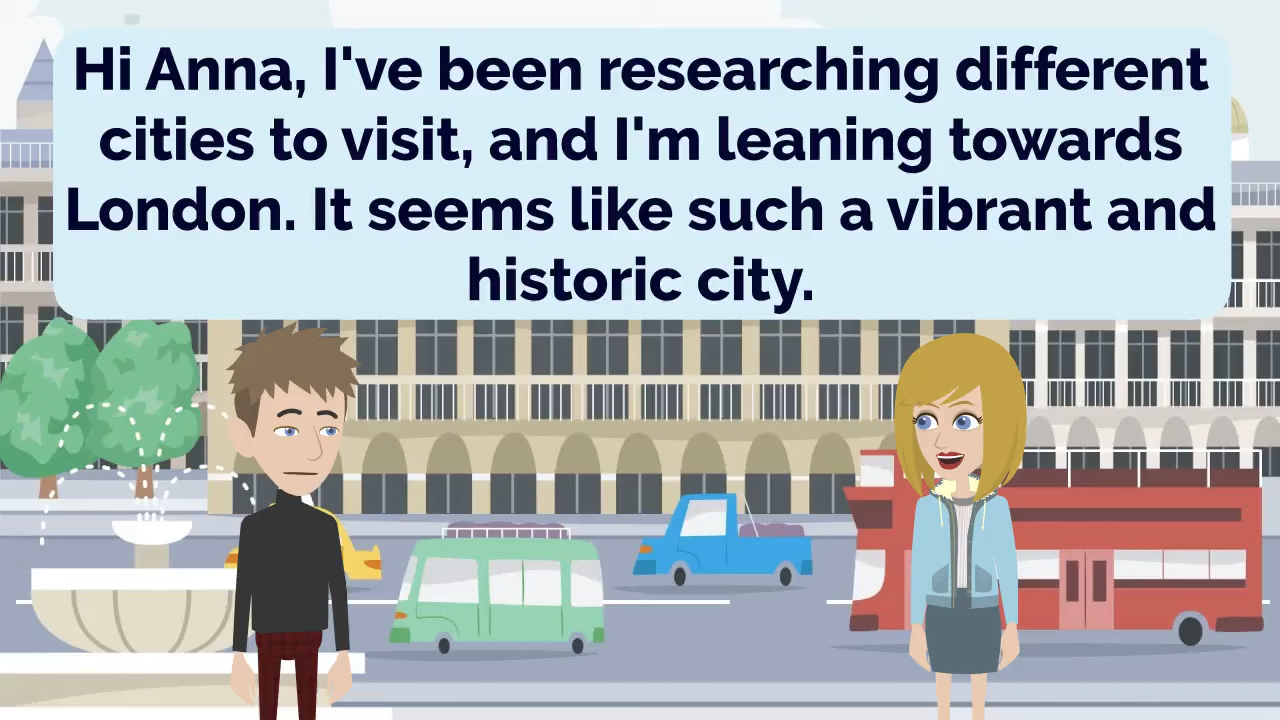 Hi Anna, I've been researching different
cities to visit, and I'm leaning towards
London. It seems like such a vibrant and
historic city.